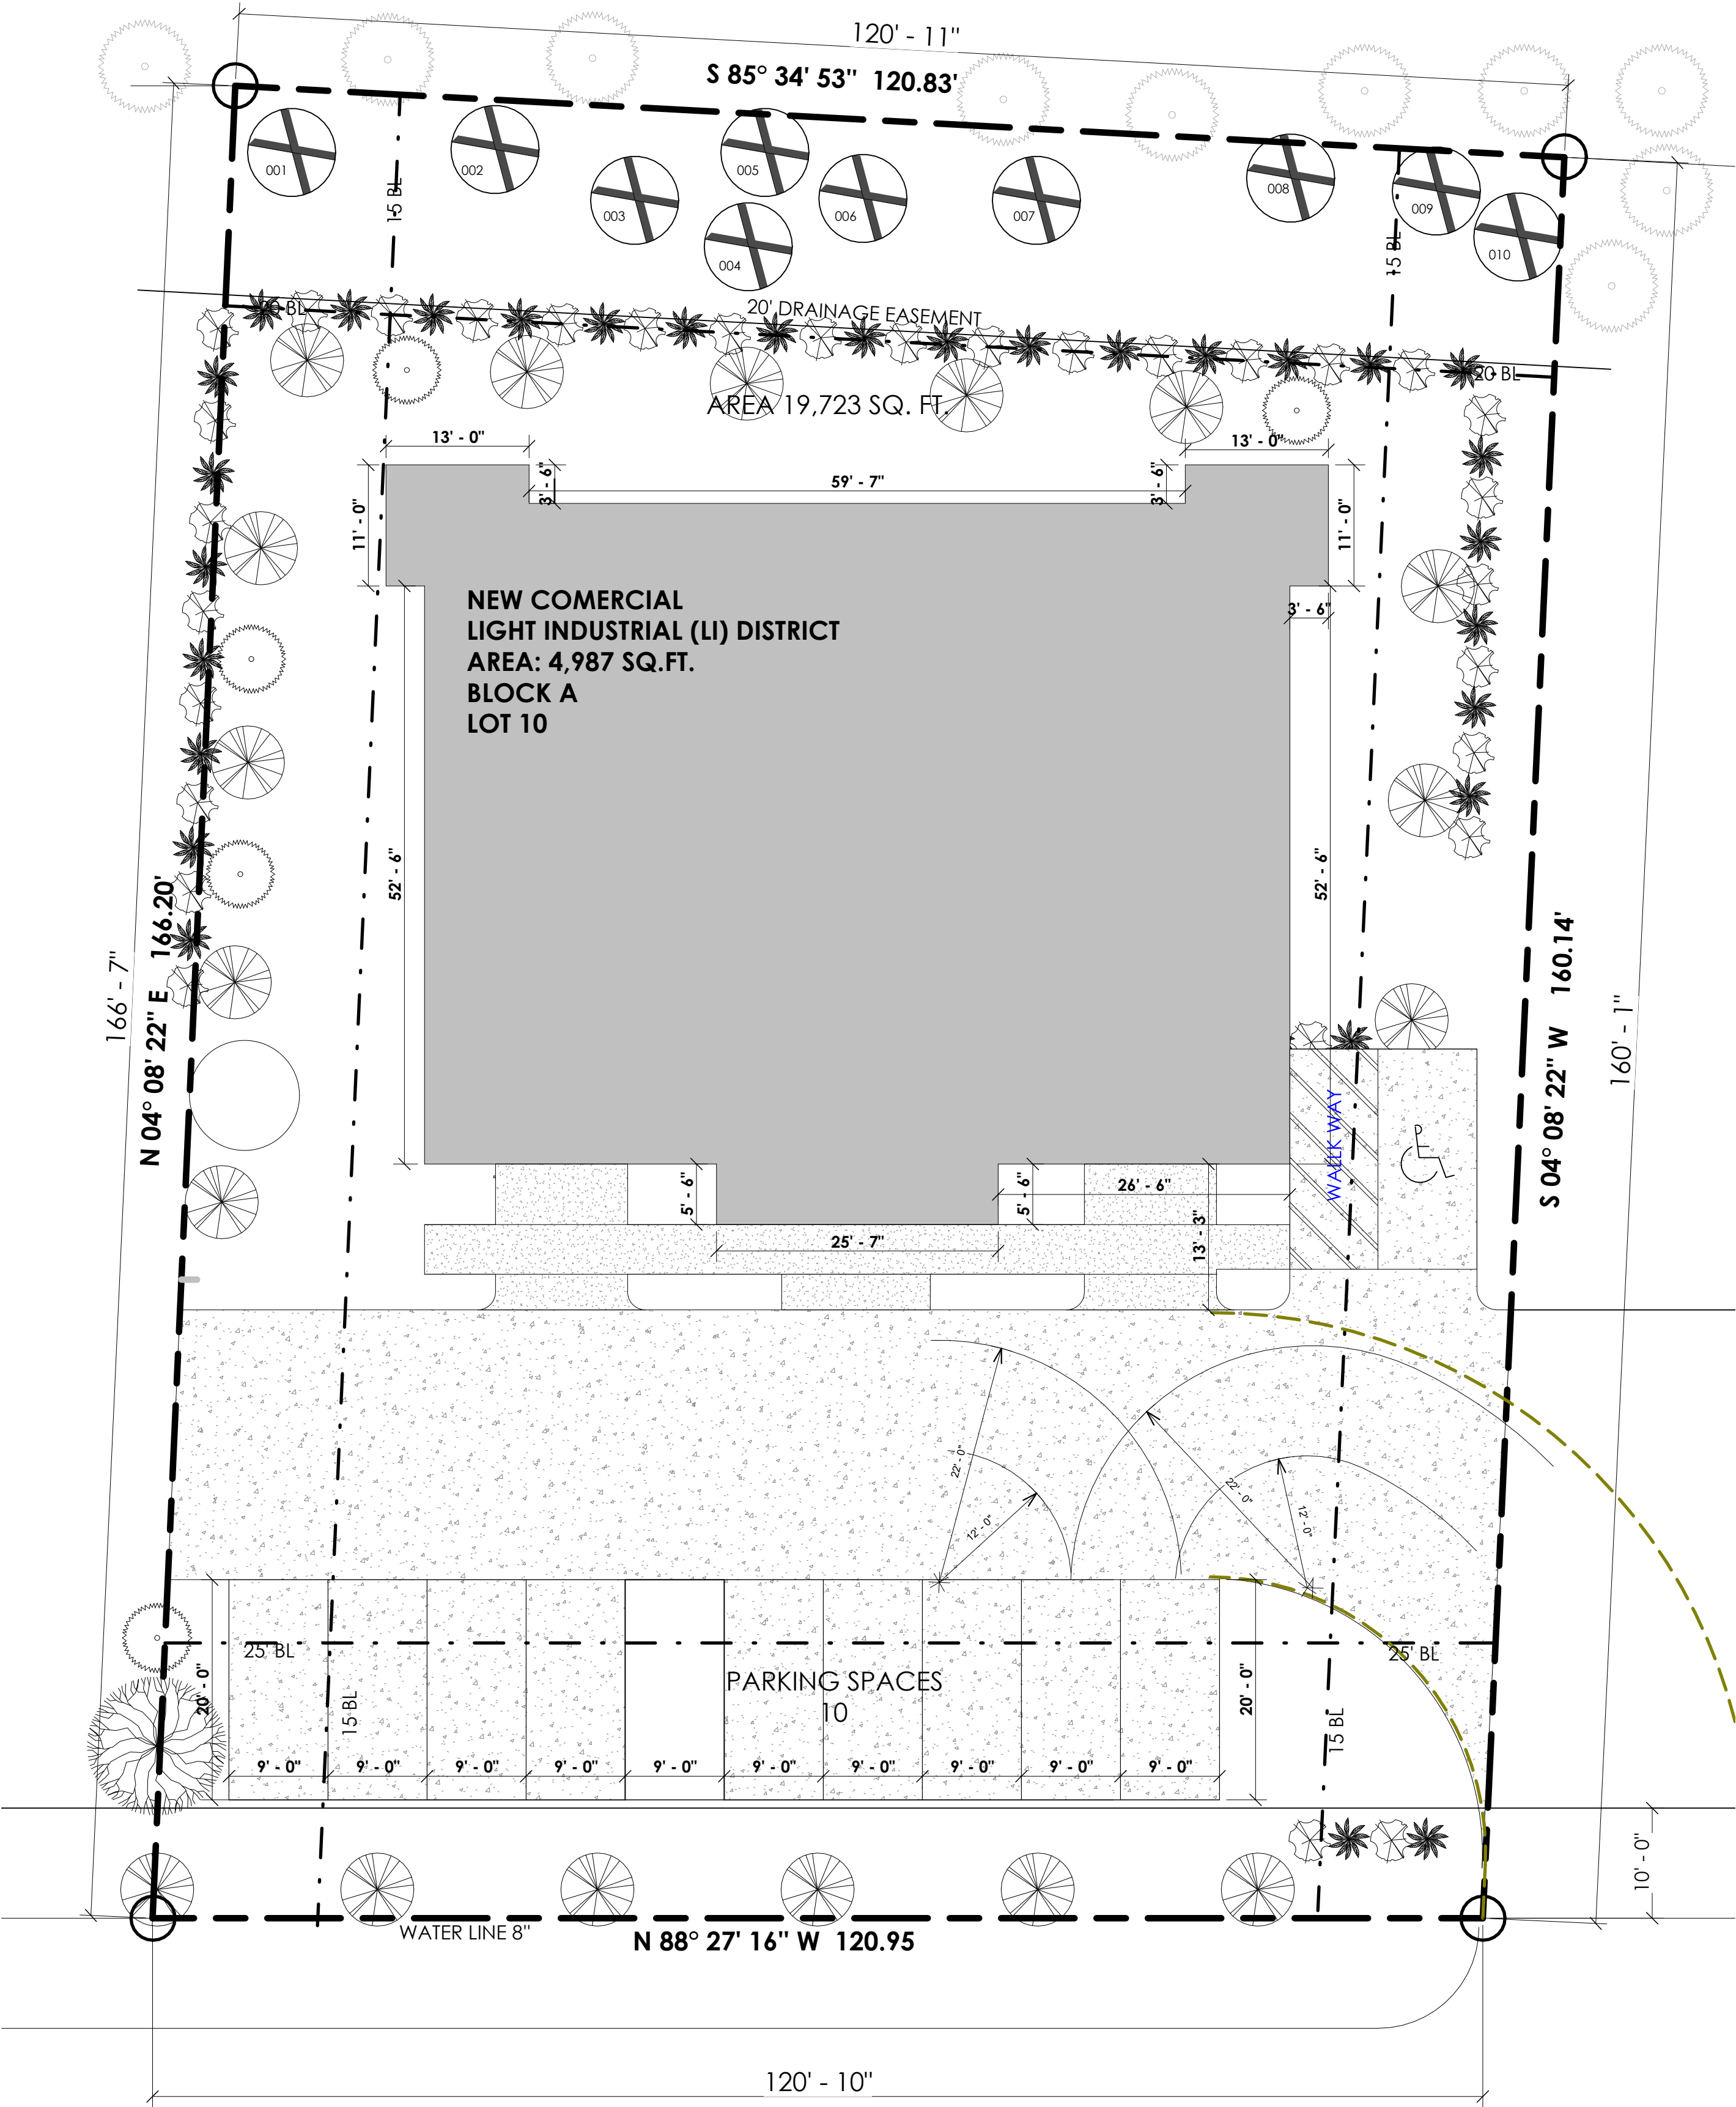 120' - 11"
S 85° 34' 53" 120.83'
001
002
005
003
006
007
008
009
004
010
15 BL
15 BL
20 BL
20' DRAINAGE EASEMENT
20 BL
AREA 19,723 SQ. FT.
13' - 0"
13' - 0"
3' - 6"
59' - 7"
3' - 6"
11' - 0"
11' - 0"
NEW COMERCIAL
LIGHT INDUSTRIAL (LI) DISTRICT
AREA: 4,987 SQ.FT.
BLOCK A
LOT 10
3' - 6"
52' - 6"
52' - 6"
166' - 7"
N 04° 08' 22" E 166.20'
S 04° 08' 22" W 160.14'
160' - 1"
WALLK WAY
5' - 6"
5' - 6"
26' - 6"
25' - 7"
13' - 3"
22' - 0"
12' - 0"
22' - 0"
12' - 0"
25' BL
25' BL
20' - 0"
15 BL
PARKING SPACES
10
20' - 0"
15 BL
9' - 0"
9' - 0"
9' - 0"
9' - 0"
9' - 0"
9' - 0"
9' - 0"
9' - 0"
9' - 0"
9' - 0"
10' - 0"
WATER LINE 8"
N 88° 27' 16" W 120.95
120' - 10"